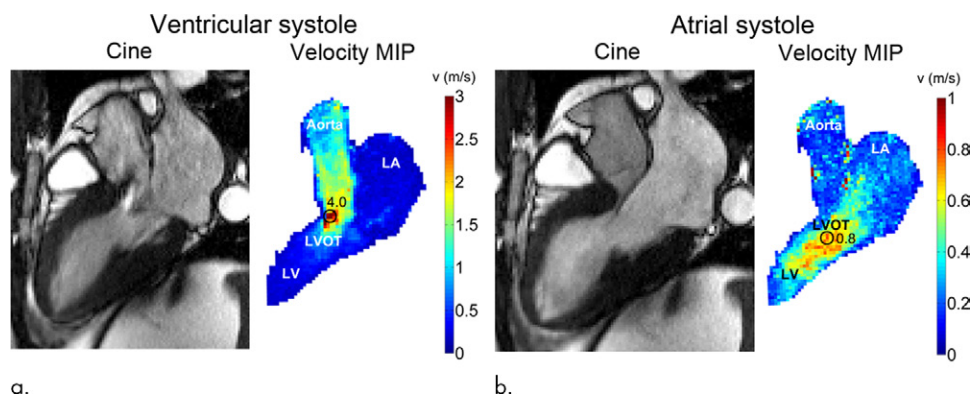 Ventricular systole
Cine
Velocity MIP
v (m/s)
3
2.5
2
1.5
1
0.5
0
Aorta
LA
4.0
LVOT
LV
a.
Atrial systole
Cine
Velocity MIP
v (m/s)
1
0.8
0.6
0.4
0.2
0
Aorta
LA
LVOT
0.8
LV
b.